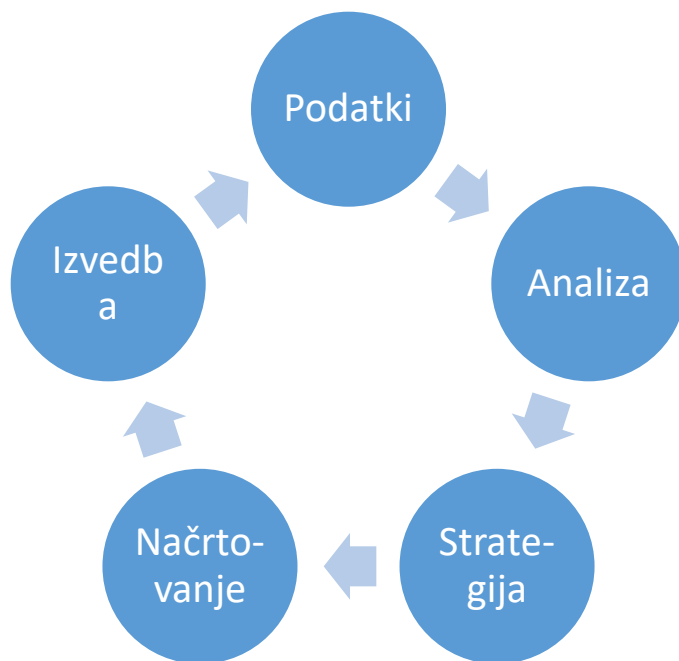 Podatki
Analiza
Strate-
gija
Načrto-
vanje
Izvedb
a